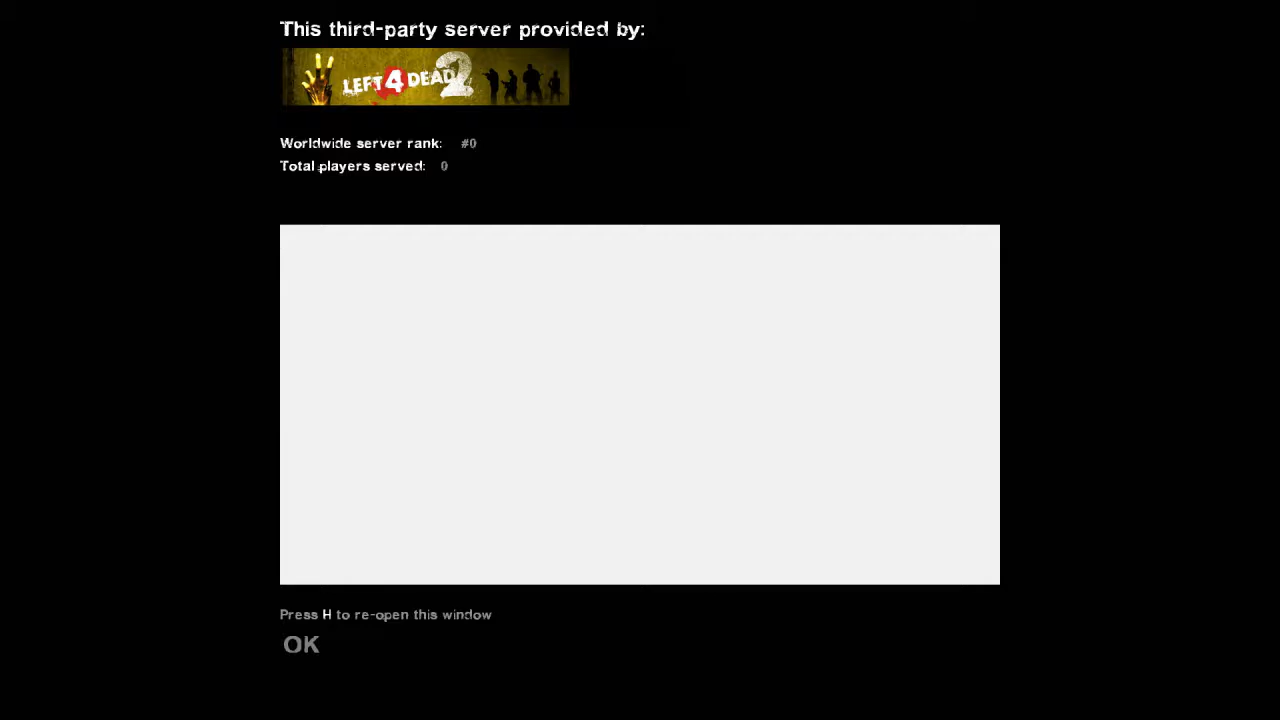 This third-party server provided by:
LEFT 4 DEAD 2
Worldwide server rank: #0
Total players served: 0
Press H to re-open this window
OK